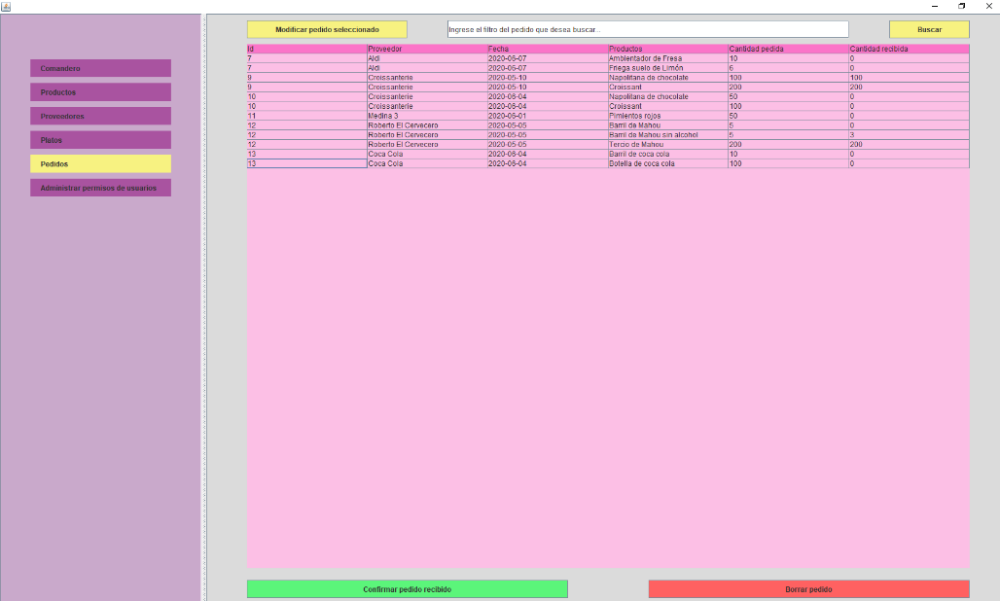 Modificar pedido seleccionado Ingrese el filtro del pedido que desea buscar... Buscar
Comandero
Productos
Proveedores
Platos
Pedidos
Administrar permisos de usuarios
Id Proveedor Fecha Productos Cantidad pedida Cantidad recibida
7 Aldi 2020-06-07 Ambientador de Fresa 10 0
7 Aldi 2020-06-07 Friega suelo de Limón 6 0
9 Croissanterie 2020-05-10 Napolitana de chocolate 100 100
9 Croissanterie 2020-05-10 Croissant 200 200
10 Croissanterie 2020-06-04 Napolitana de chocolate 50 0
10 Croissanterie 2020-06-04 Croissant 100 0
11 Medina 3 2020-06-01 Pimientos rojos 50 0
12 Roberto El Cervecero 2020-05-05 Barril de Mahou 5 0
12 Roberto El Cervecero 2020-05-05 Barril de Mahou sin alcohol 5 3
12 Roberto El Cervecero 2020-05-05 Tercio de Mahou 200 200
13 Coca Cola 2020-06-04 Barril de coca cola 10 0
13 Coca Cola 2020-06-04 Botella de coca cola 100 0
Confirmar pedido recibido Borrar pedido